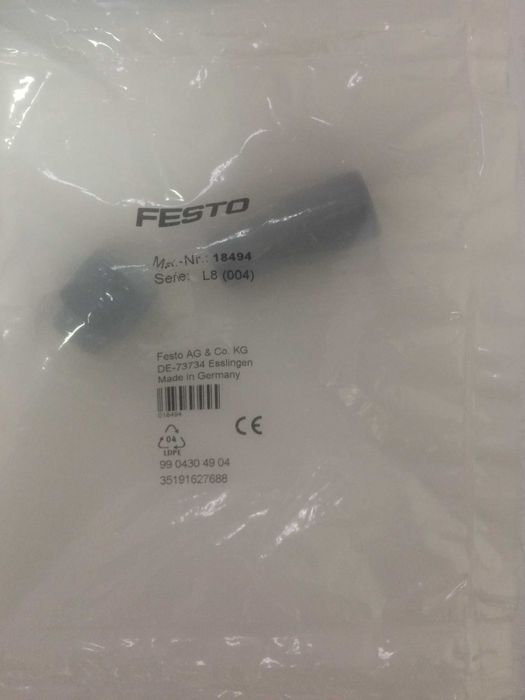 FESTO
Mat.-Nr.: 18494
Serie: L8 (004)
Festo AG & Co. KG
DE-73734 Esslingen
Made in Germany
018494
04
LDPE
CE
99 0430 49 04
35191627688